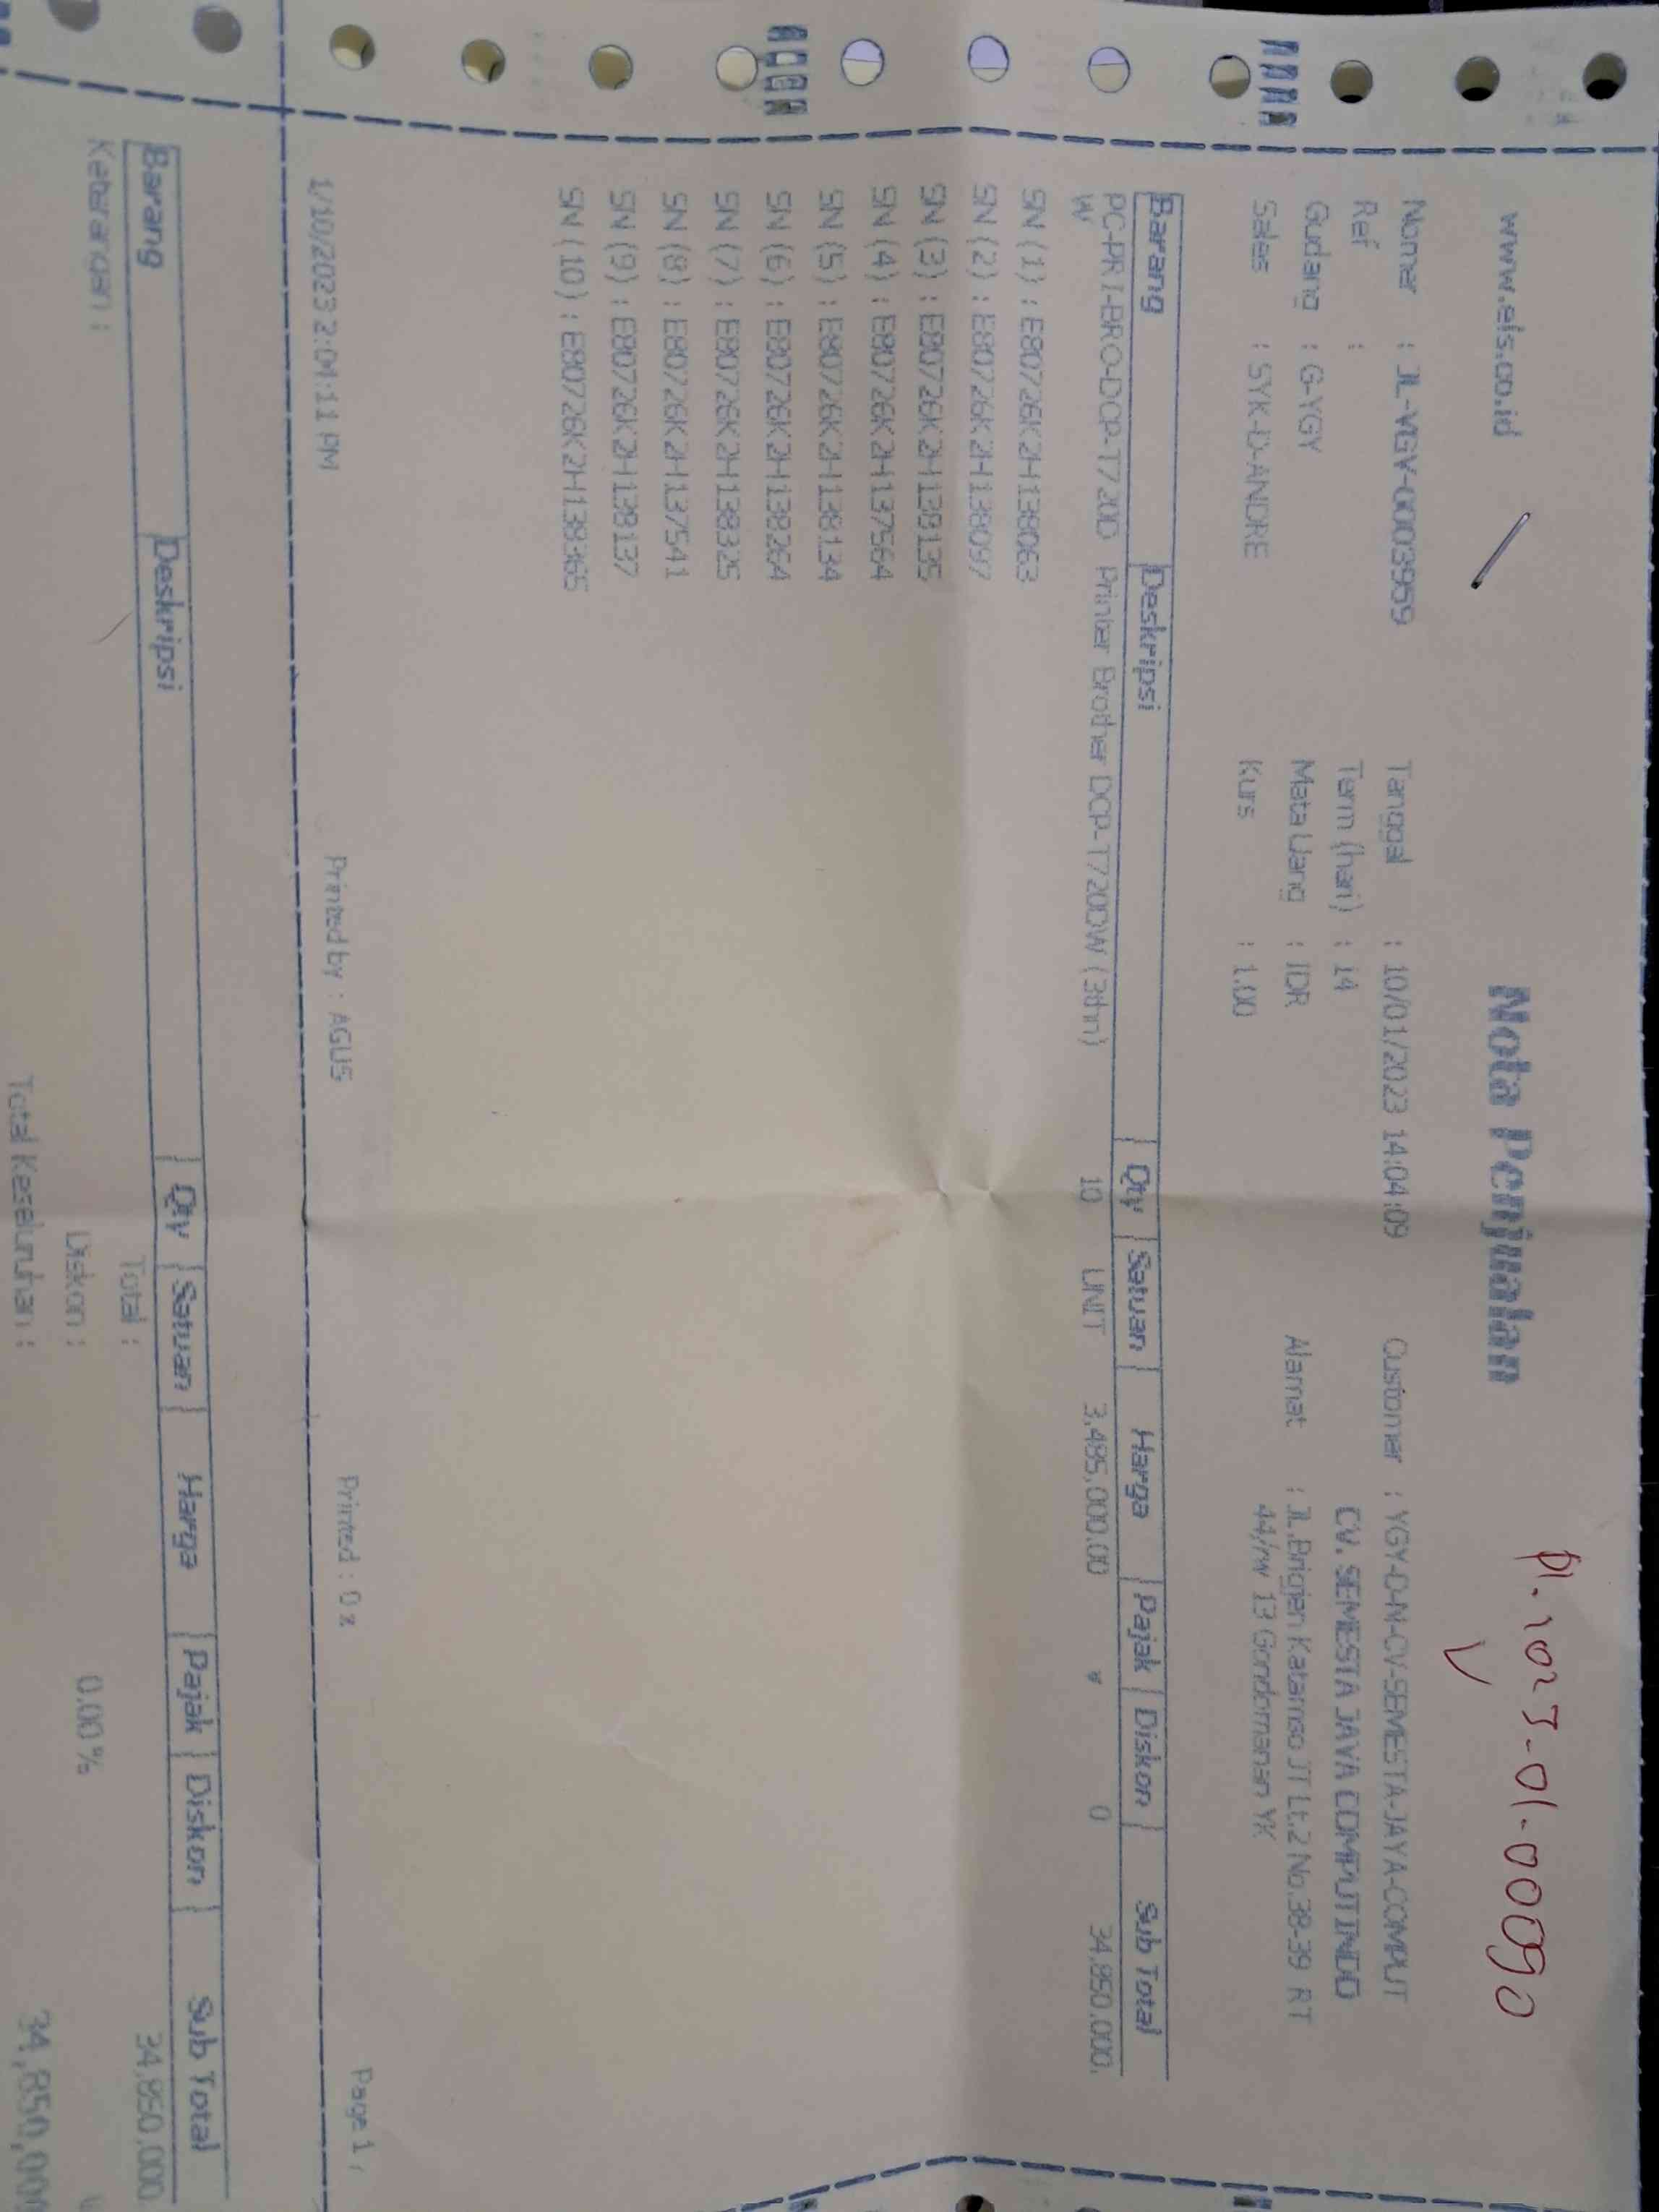 www.els.co.id
Nota Penjualan
PI.2023-01-00090
Nomer : JL-YGY-0003959
Tanggal : 10/01/2023 14:04:09
Customer : YGY-D-N-CV-SEMESTA-JAYA-COMPUT
Ref :
Term (hari) : 14
CV. SEMESTA JAYA COMPUTINDO
Gudang : G-YGY
Mata Uang : IDR
Alamat : JL.Brigjen Katamso JT Lt.2 No.38-39 RT
Sales : SYK-D-ANDRE
Kurs : 1.00
44/rw 13 Gondomanan YK
Barang Deskripsi Qty Satuan Harga Pajak Diskon Sub Total
PC-PRI-BRO-DCP-T720D Printer Brother DCP-T720DW (3thn) 10 UNIT 3,485,000.00 0 34,850,000.
W
SN (1) : E80726K2H138063
SN (2) : E80726K2H138097
SN (3) : E80726K2H138135
SN (4) : E80726K2H137564
SN (5) : E80726K2H138134
SN (6) : E80726K2H138264
SN (7) : E80726K2H138325
SN (8) : E80726K2H137541
SN (9) : E80726K2H138137
SN (10) : E80726K2H138365
1/10/2023 2:04:11 PM Printed by : AGUS Printed : 0 x Page 1 /
Barang Deskripsi Qty Satuan Harga Pajak Diskon Sub Total
Total : 34,850,000.
Keterangan : Diskon : 0.00 %
Total Keseluruhan : 34,850,000